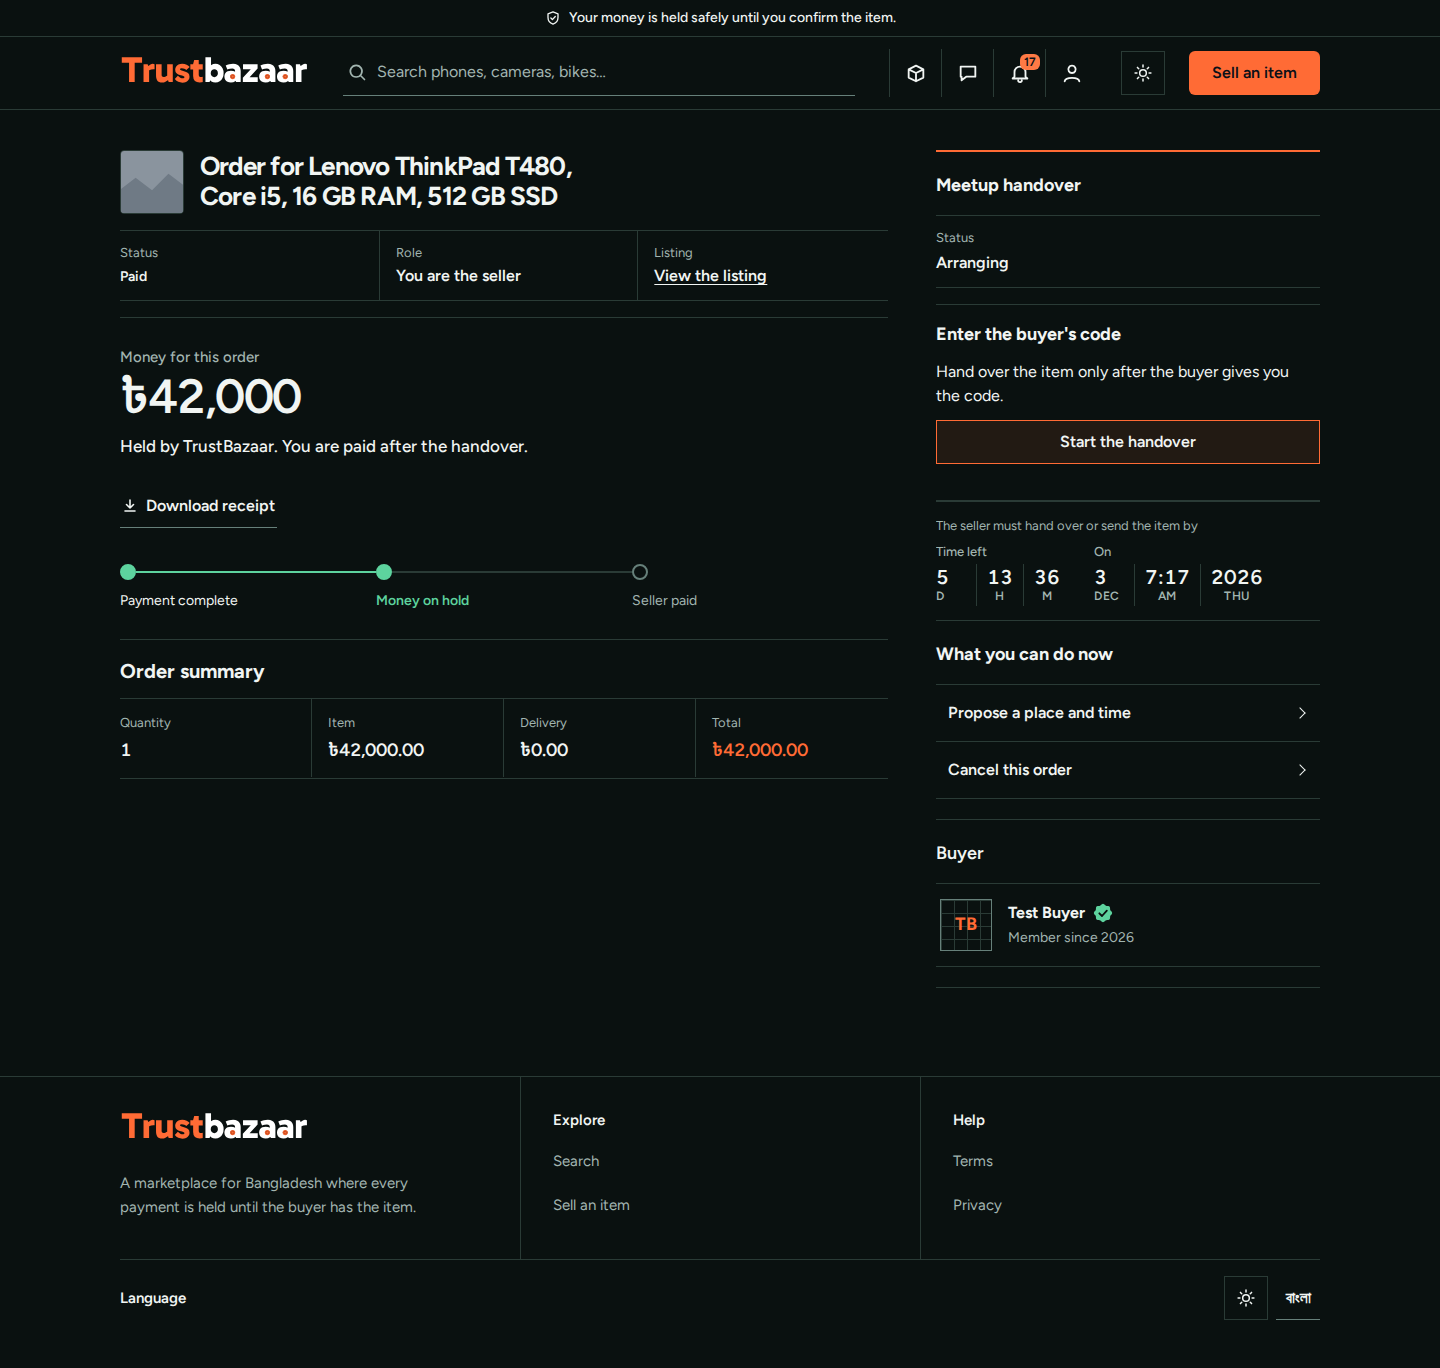 Your money is held safely until you confirm the item.
Trustbazaar
Search phones, cameras, bikes...
17
Sell an item
Order for Lenovo ThinkPad T480,
Core i5, 16 GB RAM, 512 GB SSD
Status
Paid
Role
You are the seller
Listing
View the listing
Money for this order
৳42,000
Held by TrustBazaar. You are paid after the handover.
Download receipt
Payment complete
Money on hold
Seller paid
Order summary
Quantity
1
Item
৳42,000.00
Delivery
৳0.00
Total
৳42,000.00
Meetup handover
Status
Arranging
Enter the buyer's code
Hand over the item only after the buyer gives you
the code.
Start the handover
The seller must hand over or send the item by
Time left
5 D 13 H 36 M
On
3 DEC 7:17 AM 2026 THU
What you can do now
Propose a place and time
Cancel this order
Buyer
TB
Test Buyer
Member since 2026
Trustbazaar
A marketplace for Bangladesh where every
payment is held until the buyer has the item.
Explore
Search
Sell an item
Help
Terms
Privacy
Language
বাংলা